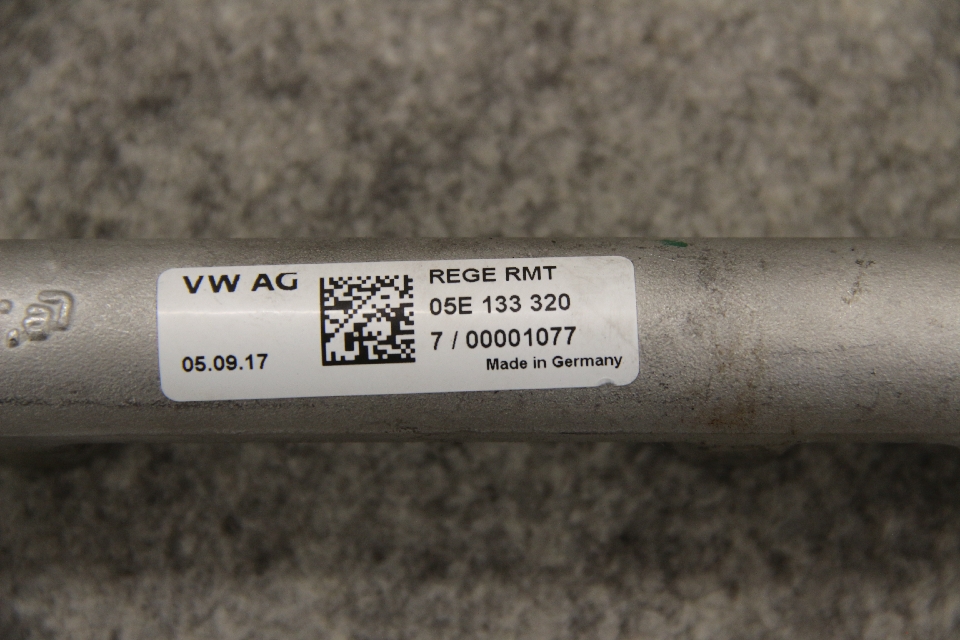 VW AG
05.09.17
REGE RMT
05E 133 320
7 / 00001077
Made in Germany